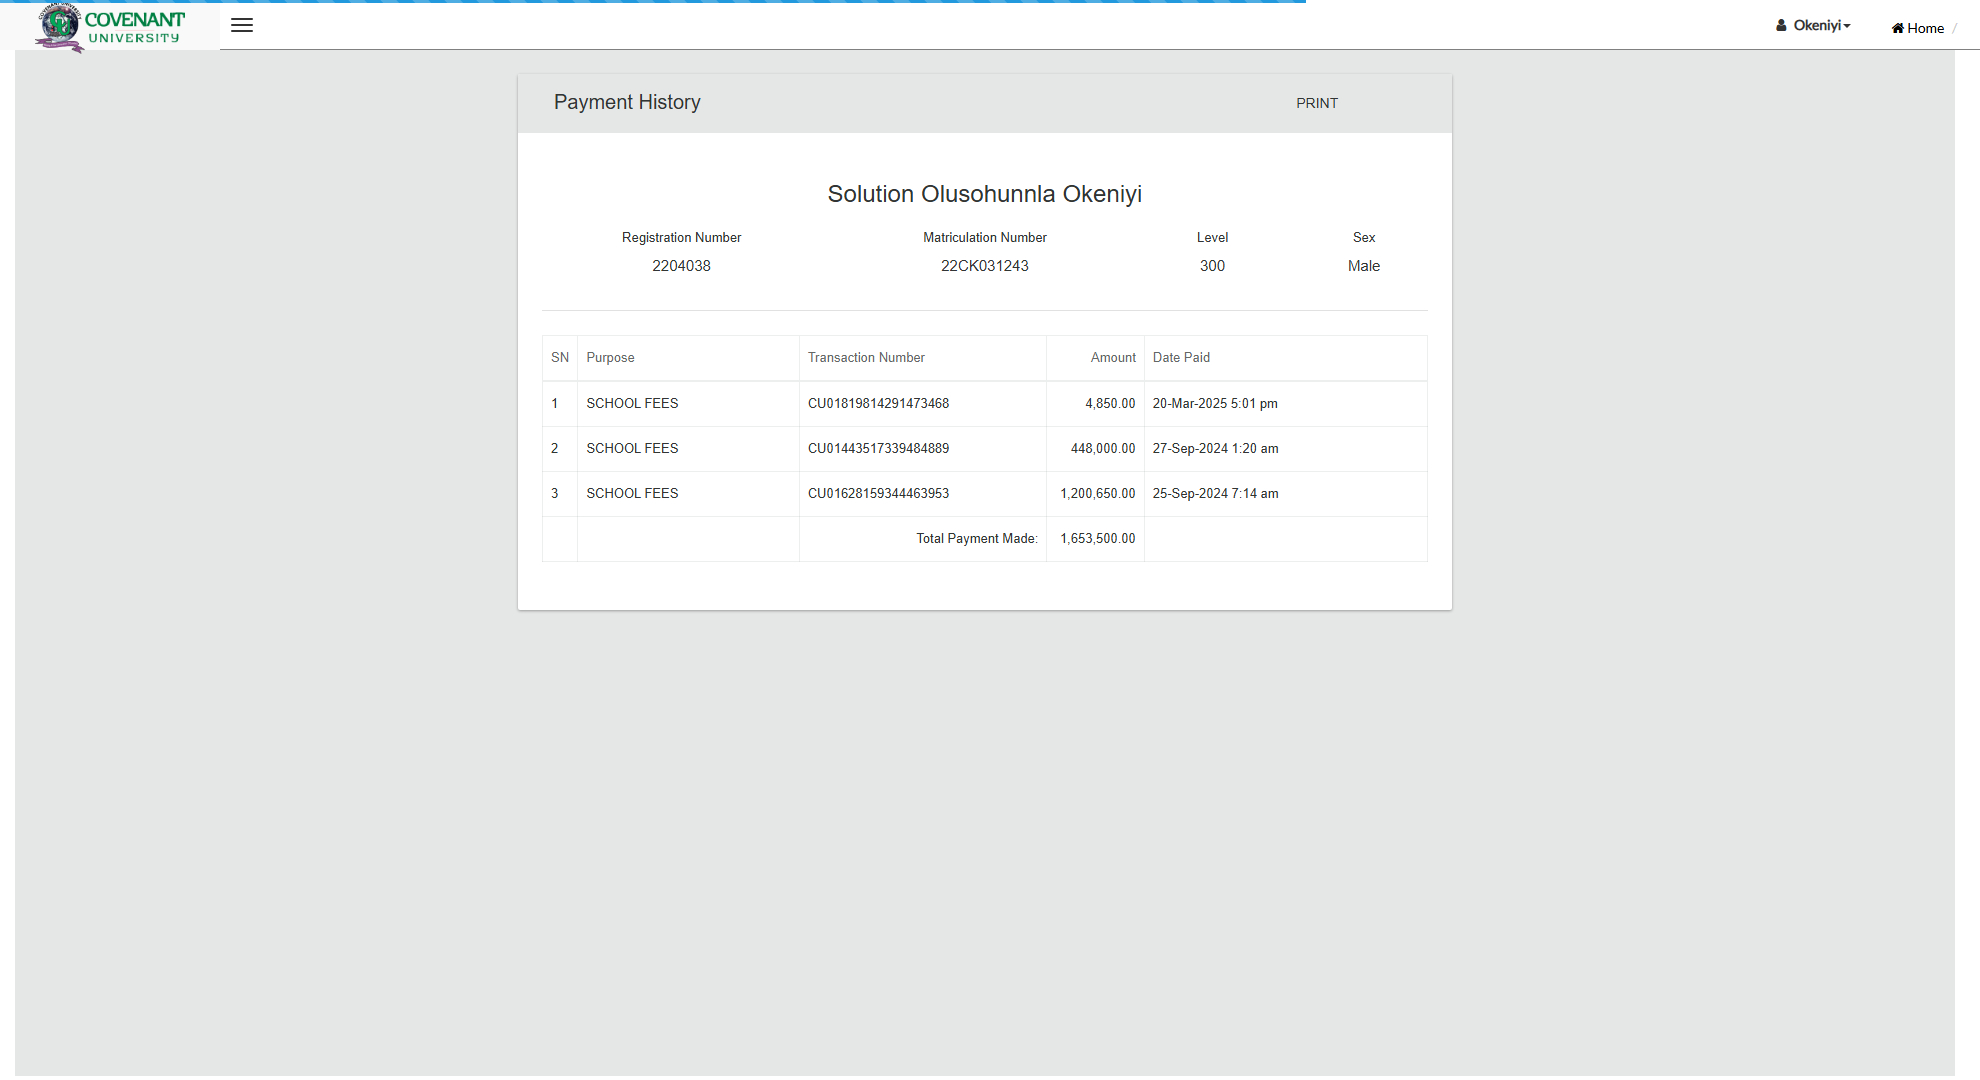 COVENANT
UNIVERSITY
Okeniyi
Home /
Payment History
PRINT
Solution Olusohunnla Okeniyi
Registration Number Matriculation Number Level Sex
2204038 22CK031243 300 Male
SN Purpose Transaction Number Amount Date Paid
1 SCHOOL FEES CU01819814291473468 4,850.00 20-Mar-2025 5:01 pm
2 SCHOOL FEES CU01443517339484889 448,000.00 27-Sep-2024 1:20 am
3 SCHOOL FEES CU01628159344463953 1,200,650.00 25-Sep-2024 7:14 am
Total Payment Made: 1,653,500.00